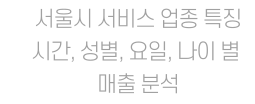 서울시 서비스 업종 특징
시간, 성별, 요일, 나이 별
매출 분석